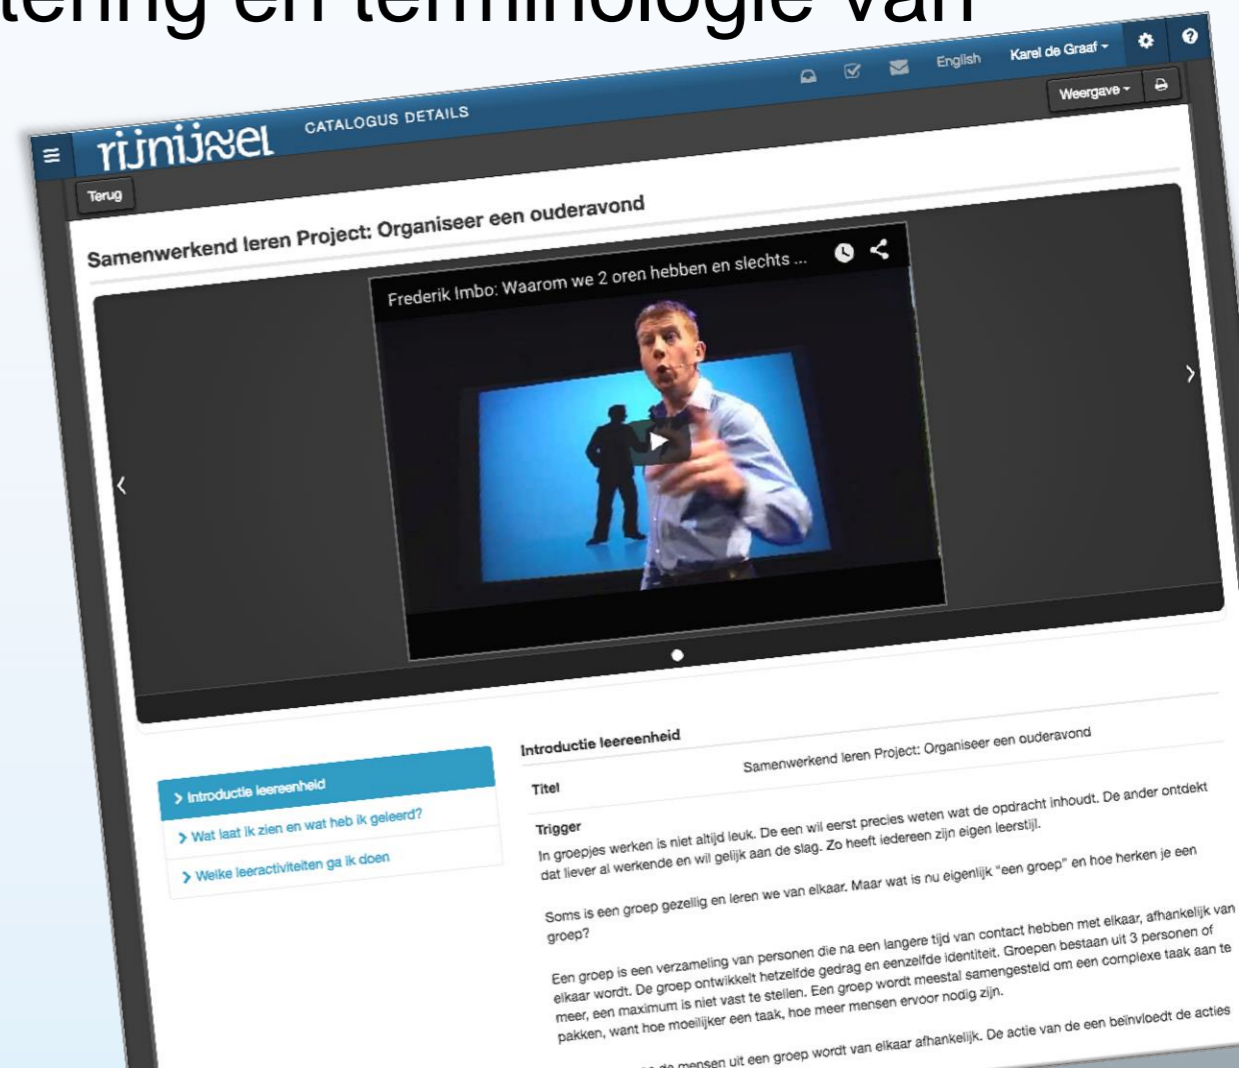 tering en terminologie van
English
Karel de Graaf
rijnijssel
CATALOGUS DETAILS
Weergave
Terug
Samenwerkend leren Project: Organiseer een ouderavond
Frederik Imbo: Waarom we 2 oren hebben en slechts ...
Introductie leereenheid
Wat laat ik zien en wat heb ik geleerd?
Welke leeractiviteiten ga ik doen
Introductie leereenheid
Titel
Samenwerkend leren Project: Organiseer een ouderavond
Trigger
In groepjes werken is niet altijd leuk. De een wil eerst precies weten wat de opdracht inhoudt. De ander ontdekt
dat liever al werkende en wil gelijk aan de slag. Zo heeft iedereen zijn eigen leerstijl.
Soms is een groep gezellig en leren we van elkaar. Maar wat is nu eigenlijk "een groep" en hoe herken je een
groep?
Een groep is een verzameling van personen die na een langere tijd van contact hebben met elkaar, afhankelijk van
elkaar wordt. De groep ontwikkelt hetzelfde gedrag en eenzelfde identiteit. Groepen bestaan uit 3 personen of
meer, een maximum is niet vast te stellen. Een groep wordt meestal samengesteld om een complexe taak aan te
pakken, want hoe moeilijker een taak, hoe meer mensen ervoor nodig zijn.
de mensen uit een groep wordt van elkaar afhankelijk. De actie van de een beïnvloedt de acties